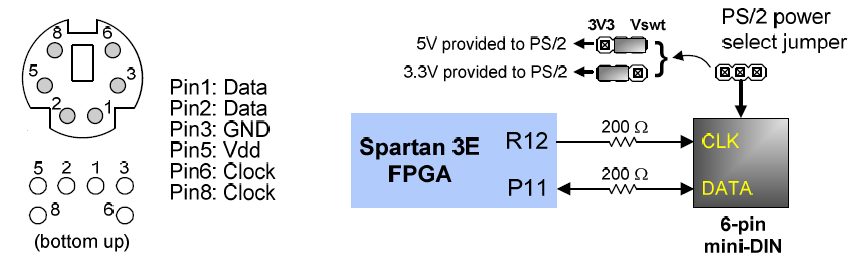 8 6
5 3
2 1
5 2 1 3
8 6
(bottom up)
Pin1: Data
Pin2: Data
Pin3: GND
Pin5: Vdd
Pin6: Clock
Pin8: Clock
3V3 Vswt
5V provided to PS/2
3.3V provided to PS/2
PS/2 power
select jumper
Spartan 3E
FPGA
R12
200 Ω
CLK
P11
200 Ω
DATA
6-pin
mini-DIN